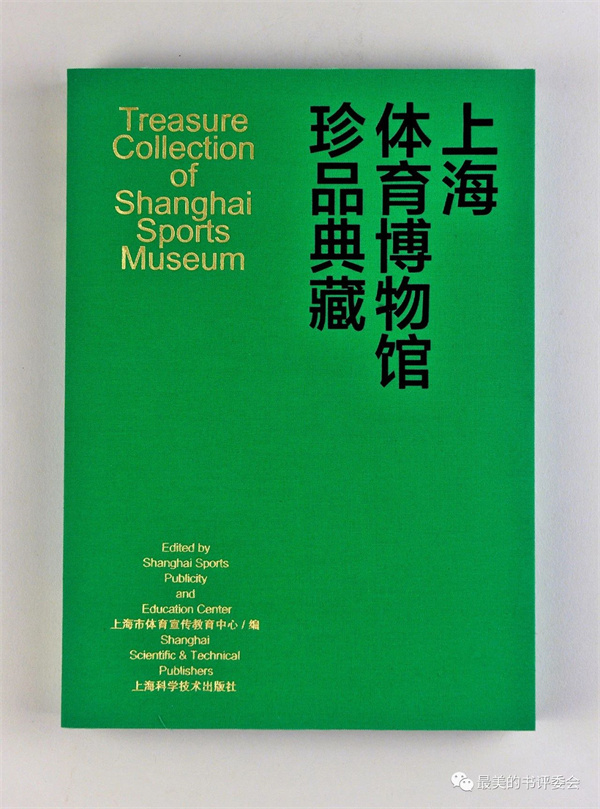 Treasure
Collection
of
Shanghai
Sports
Museum
上海
体育博物馆
珍品典藏
Edited by
Shanghai Sports
Publicity
and
Education Center
上海市体育宣传教育中心 / 编
Shanghai
Scientific & Technical
Publishers
上海科学技术出版社
最美的书评委会